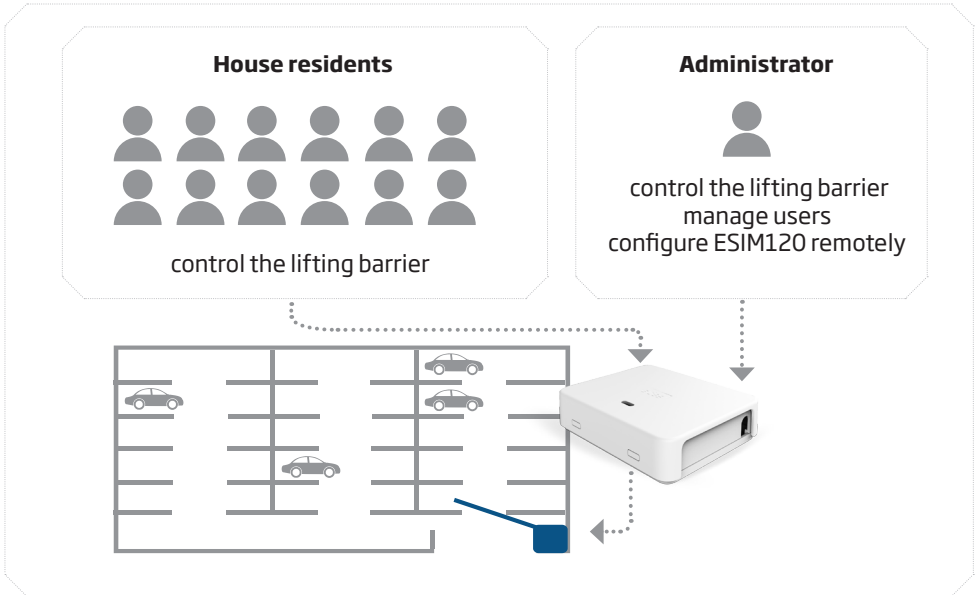 House residents
control the lifting barrier
Administrator
control the lifting barrier
manage users
configure ESIM120 remotely